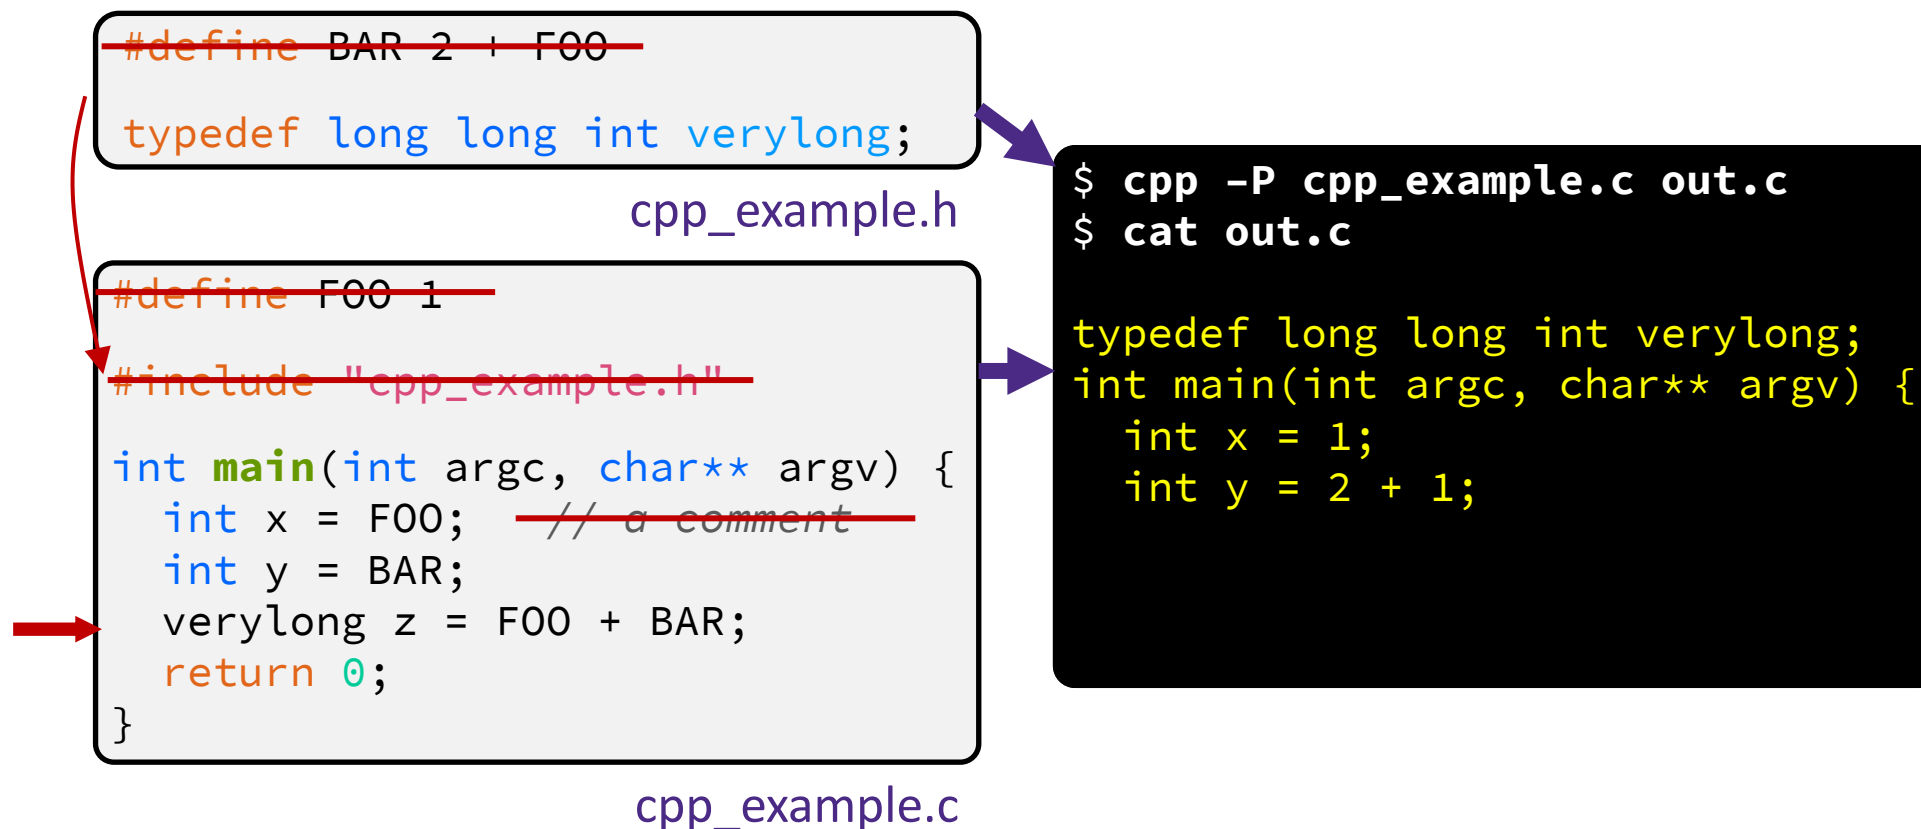 #define BAR 2 + FOO
typedef long long int verylong;
cpp_example.h
#define FOO 1
#include "cpp_example.h"
int main(int argc, char** argv) {
  int x = FOO;   // a comment
  int y = BAR;
  verylong z = FOO + BAR;
  return 0;
}
cpp_example.c
$ cpp –P cpp_example.c out.c
$ cat out.c
typedef long long int verylong;
int main(int argc, char** argv) {
  int x = 1;
  int y = 2 + 1;